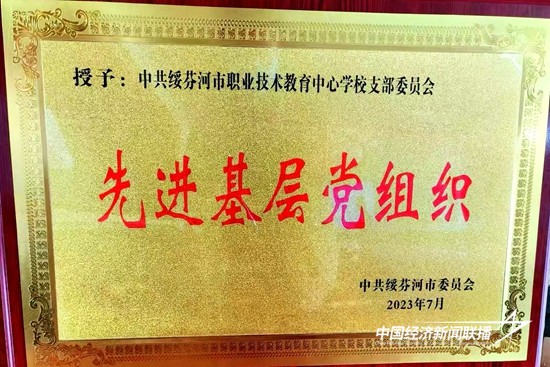 授予：中共绥芬河市职业技术教育中心学校支部委员会
先进基层党组织
中共绥芬河市委员会
2023年7月
中国经济新闻联播